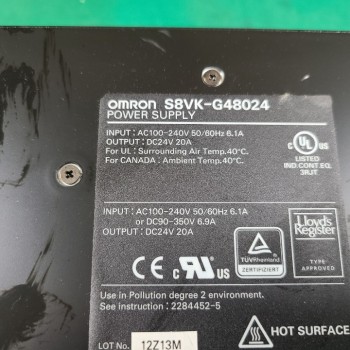 OMRON S8VK-G48024
POWER SUPPLY
INPUT: AC100-240V 50/60Hz 6.1A
OUTPUT: DC24V 20A
For UL: Surrounding Air Temp.40°C.
For CANADA: Ambient Temp.40°C.
UL
LISTED
IND.CONT.EQ.
3RJT
INPUT: AC100-240V 50/60Hz 6.1A
or DC90-350V 6.9A
OUTPUT: DC24V 20A
Lloyd's
Register
TYPE
APPROVED
TÜVRheinland
ZERTIFIZIERT
CE c RU us
Use in Pollution degree 2 environment.
See instruction: 2284452-5
HOT SURFACE
LOT No. 12Z13M